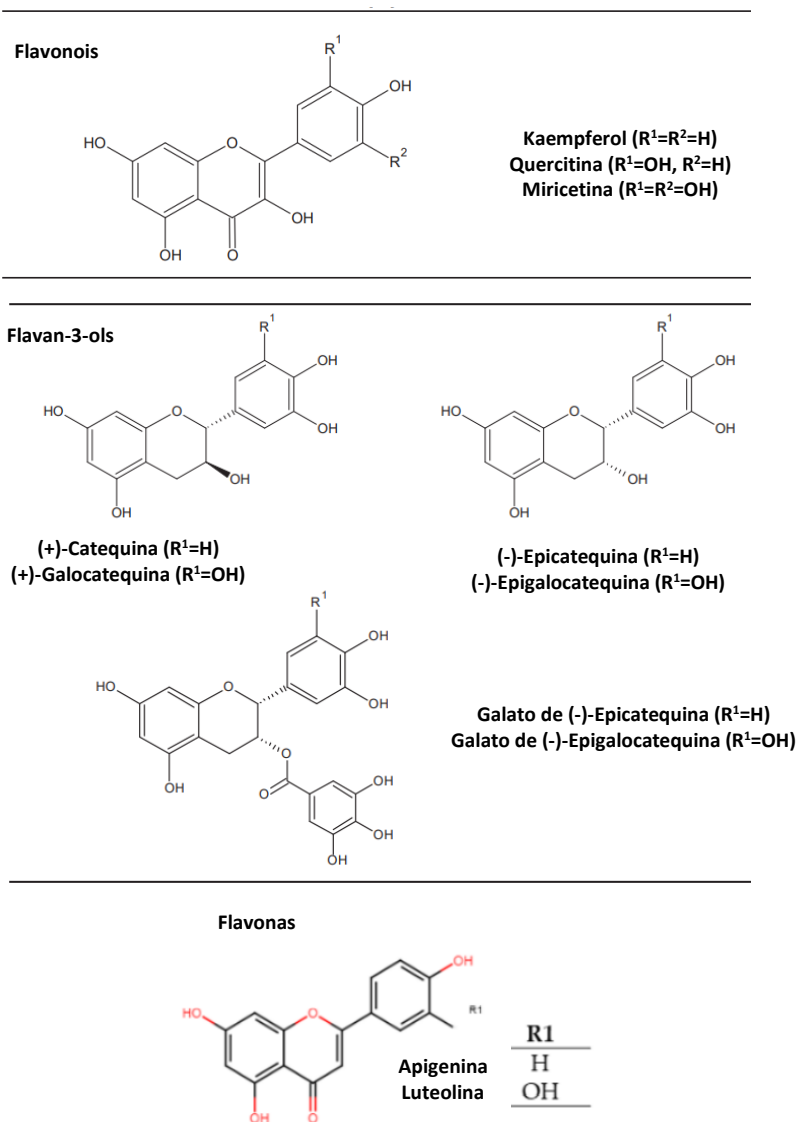 Flavonois
R¹
OH
HO
O
R²
OH
OH
O
Kaempferol (R¹=R²=H)
Quercitina (R¹=OH, R²=H)
Miricetina (R¹=R²=OH)
Flavan-3-ols
R¹
OH
HO
O
OH
OH
OH
(+)-Catequina (R¹=H)
(+)-Galocatequina (R¹=OH)
R¹
OH
HO
O
OH
OH
OH
(-)-Epicatequina (R¹=H)
(-)-Epigalocatequina (R¹=OH)
R¹
OH
HO
O
OH
O
OH
O
OH
OH
OH
Galato de (-)-Epicatequina (R¹=H)
Galato de (-)-Epigalocatequina (R¹=OH)
Flavonas
OH
HO
O
R1
OH
O
R1
Apigenina H
Luteolina OH